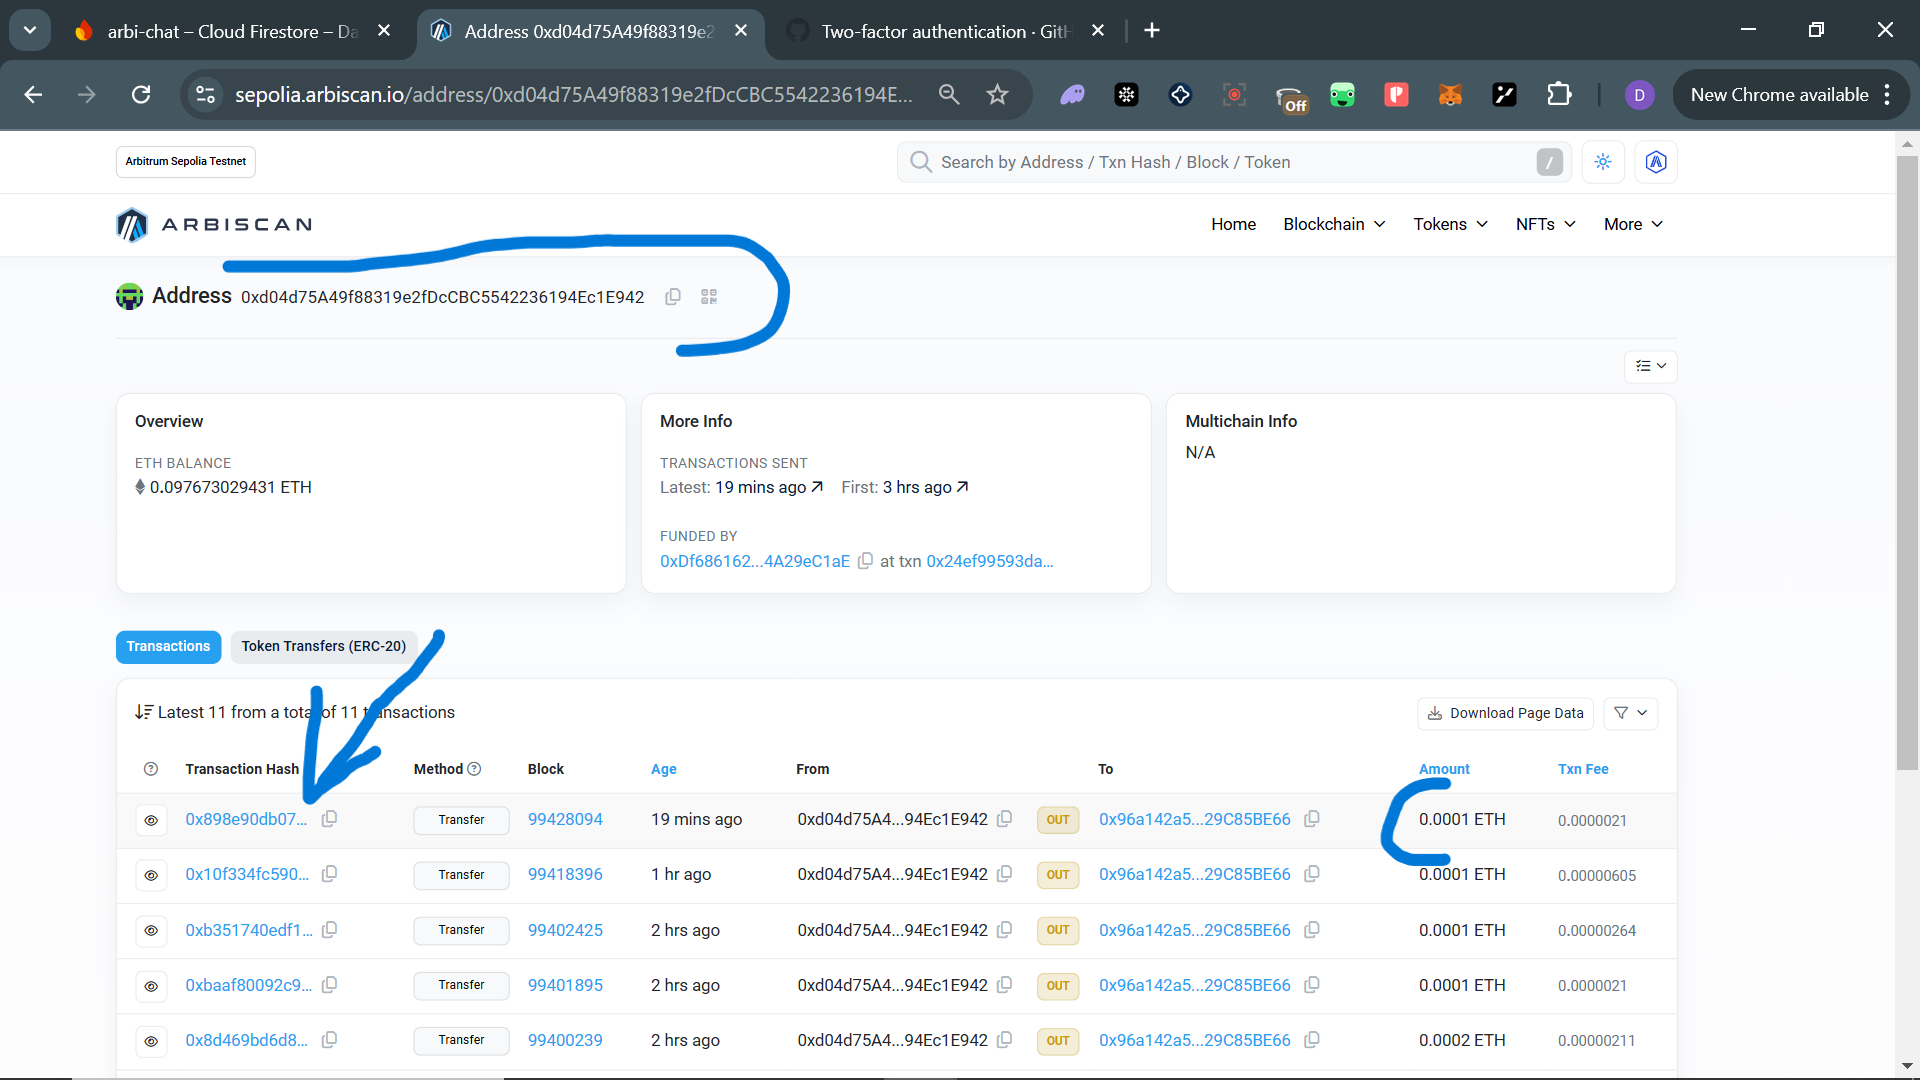 arbi-chat – Cloud Firestore – Da
Address 0xd04d75A49f88319e2
Two-factor authentication · GitH
sepolia.arbiscan.io/address/0xd04d75A49f88319e2fDcCBC5542236194E...
Off
D
New Chrome available
Arbitrum Sepolia Testnet
Search by Address / Txn Hash / Block / Token
/
ARBISCAN
Home Blockchain Tokens NFTs More
Address 0xd04d75A49f88319e2fDcCBC5542236194Ec1E942
Overview
ETH BALANCE
0.097673029431 ETH
More Info
TRANSACTIONS SENT
Latest: 19 mins ago First: 3 hrs ago
FUNDED BY
0xDf686162...4A29eC1aE at txn 0x24ef99593da...
Multichain Info
N/A
Transactions Token Transfers (ERC-20)
Latest 11 from a total of 11 transactions
Download Page Data
Transaction Hash Method Block Age From To Amount Txn Fee
0x898e90db07... Transfer 99428094 19 mins ago 0xd04d75A4...94Ec1E942 OUT 0x96a142a5...29C85BE66 0.0001 ETH 0.0000021
0x10f334fc590... Transfer 99418396 1 hr ago 0xd04d75A4...94Ec1E942 OUT 0x96a142a5...29C85BE66 0.0001 ETH 0.00000605
0xb351740edf1... Transfer 99402425 2 hrs ago 0xd04d75A4...94Ec1E942 OUT 0x96a142a5...29C85BE66 0.0001 ETH 0.00000264
0xbaaf80092c9... Transfer 99401895 2 hrs ago 0xd04d75A4...94Ec1E942 OUT 0x96a142a5...29C85BE66 0.0001 ETH 0.0000021
0x8d469bd6d8... Transfer 99400239 2 hrs ago 0xd04d75A4...94Ec1E942 OUT 0x96a142a5...29C85BE66 0.0002 ETH 0.00000211